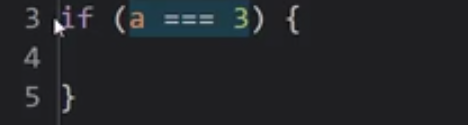 3 if (a === 3) {
4
5 }